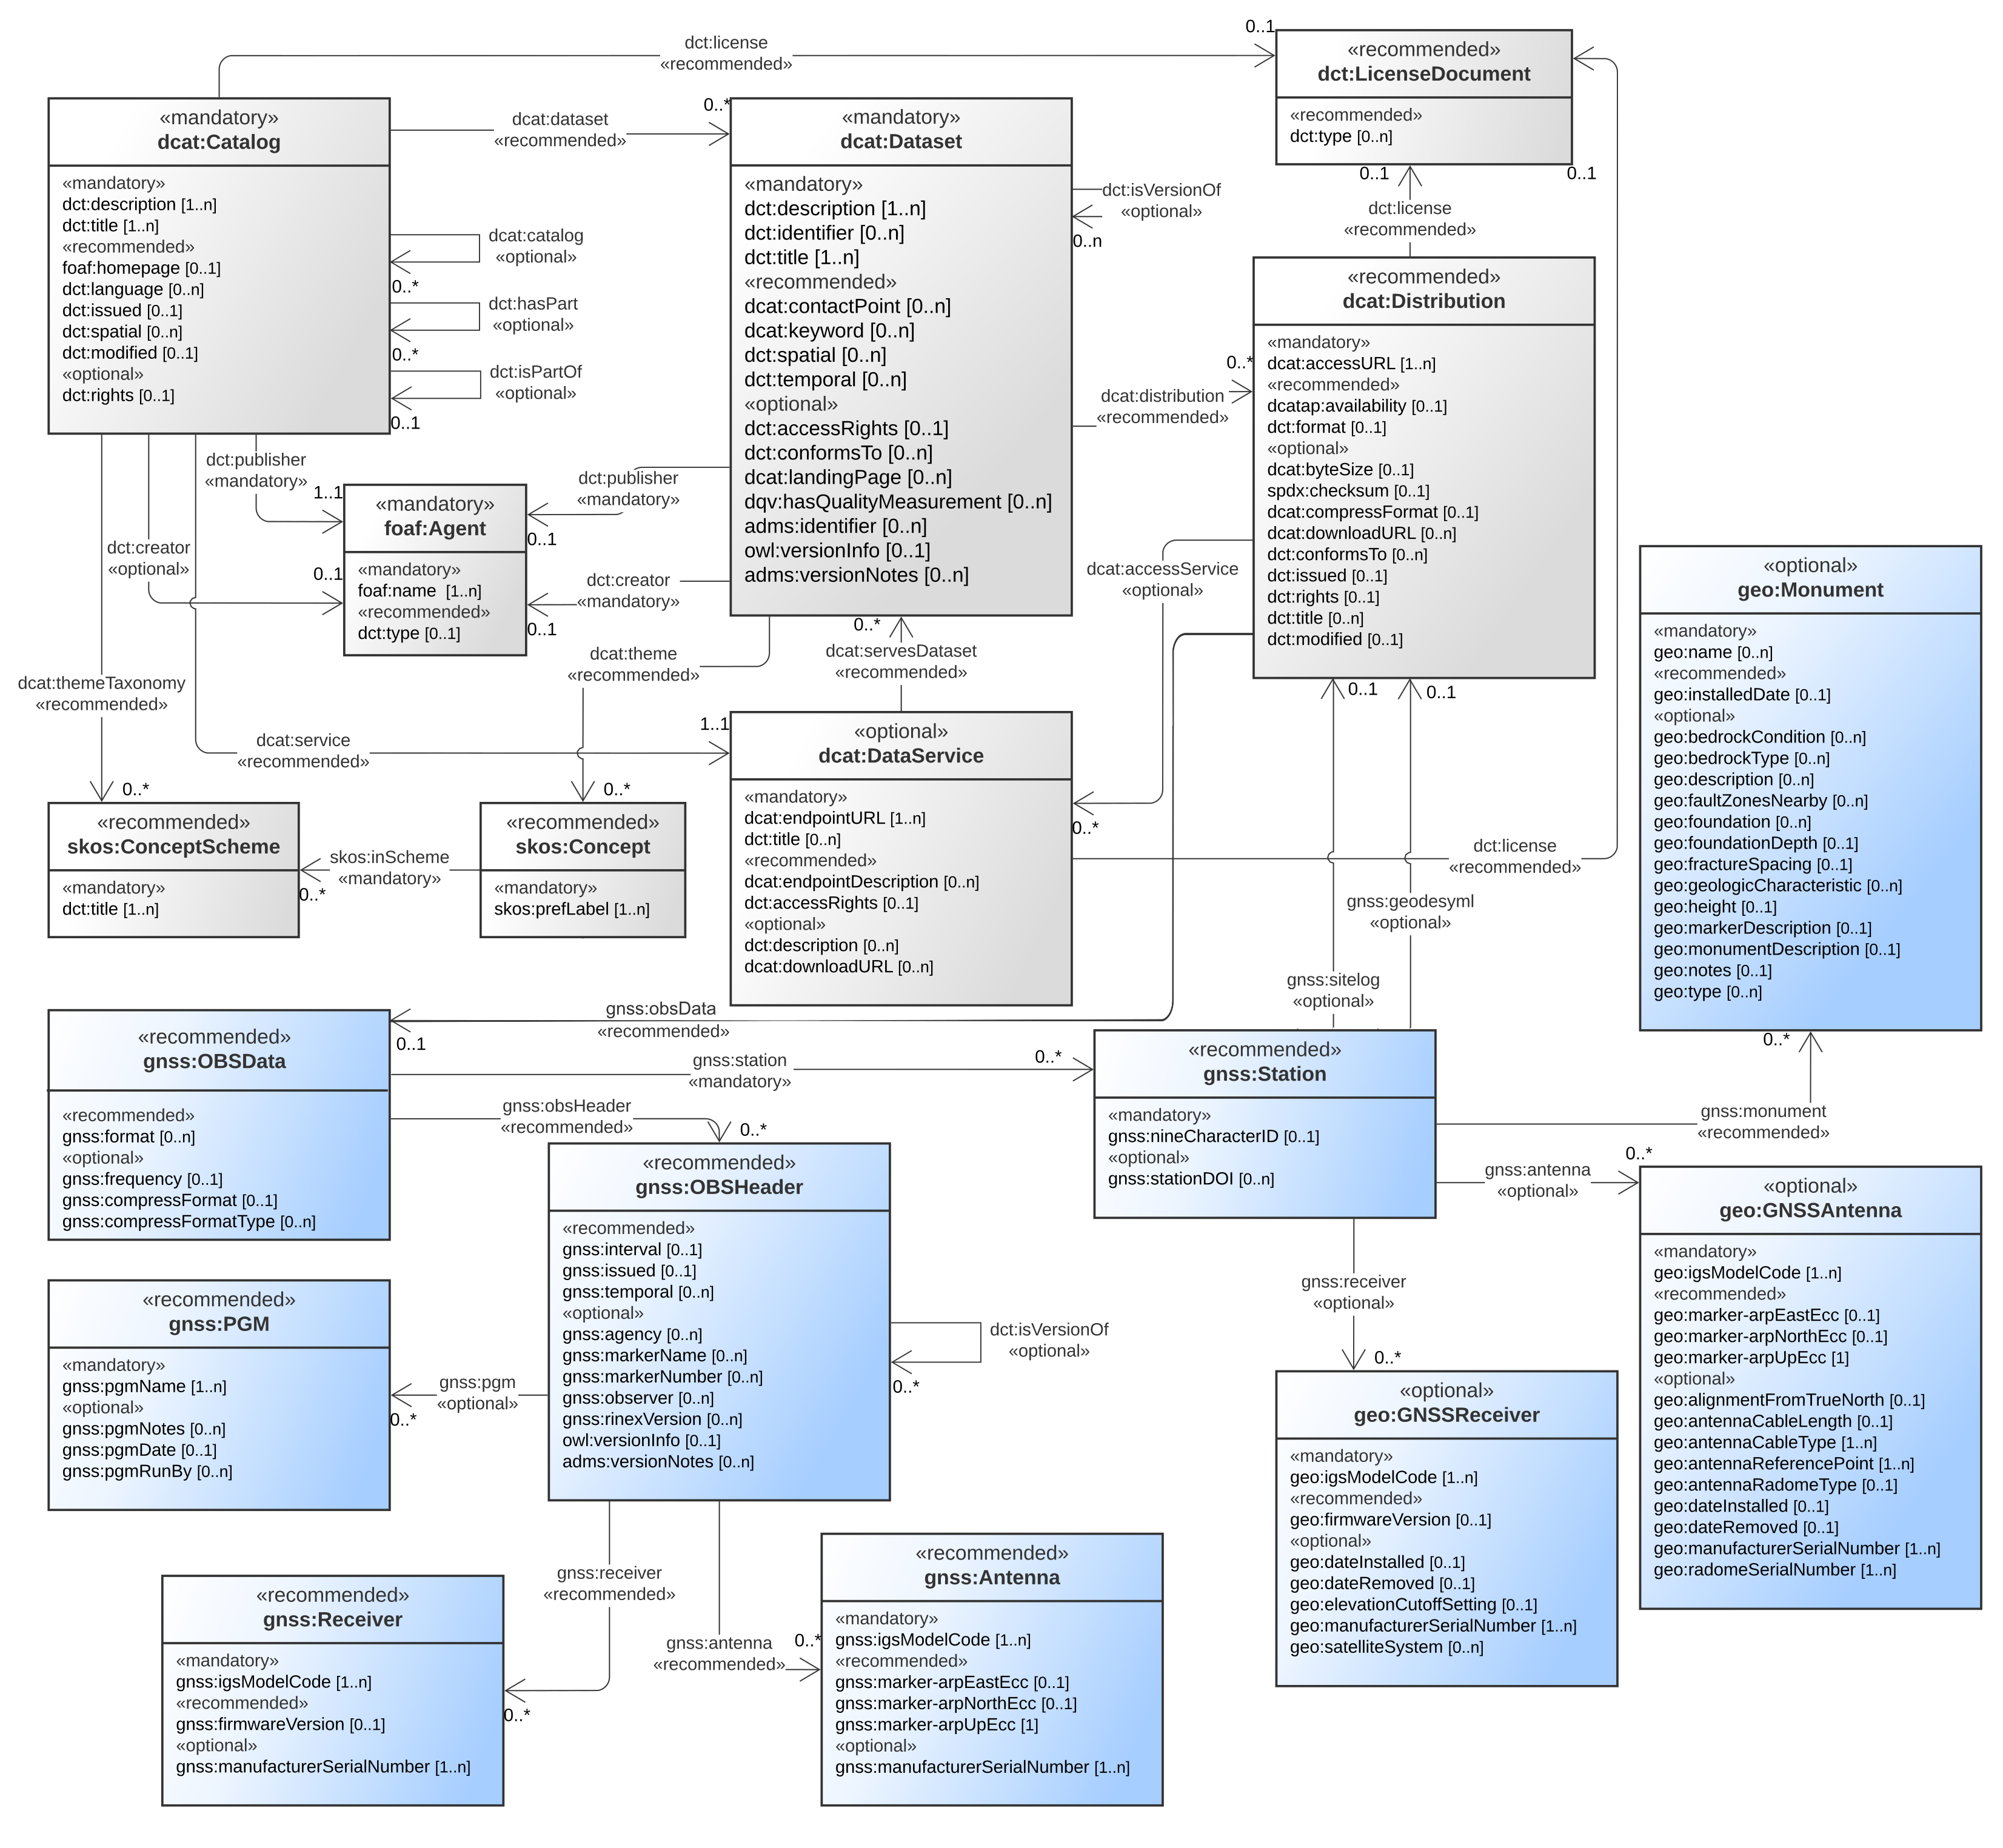 dct:license
«recommended»
0..1
«recommended»
dct:LicenseDocument
«recommended»
dct:type [0..n]
0..1
0..1
dct:license
«recommended»
«mandatory»
dcat:Catalog
«mandatory»
dct:description [1..n]
dct:title [1..n]
«recommended»
foaf:homepage [0..1]
dct:language [0..n]
dct:issued [0..1]
dct:spatial [0..n]
dct:modified [0..1]
«optional»
dct:rights [0..1]
dcat:dataset
«recommended»
0..*
dcat:catalog
«optional»
0..*
dct:hasPart
«optional»
0..*
dct:isPartOf
«optional»
0..1
«mandatory»
dcat:Dataset
«mandatory»
dct:description [1..n]
dct:identifier [0..n]
dct:title [1..n]
«recommended»
dcat:contactPoint [0..n]
dcat:keyword [0..n]
dct:spatial [0..n]
dct:temporal [0..n]
«optional»
dct:accessRights [0..1]
dct:conformsTo [0..n]
dcat:landingPage [0..n]
dqv:hasQualityMeasurement [0..n]
adms:identifier [0..n]
owl:versionInfo [0..1]
adms:versionNotes [0..n]
dct:isVersionOf
«optional»
0..n
dcat:distribution
«recommended»
0..*
«recommended»
dcat:Distribution
«mandatory»
dcat:accessURL [1..n]
«recommended»
dcatap:availability [0..1]
dct:format [0..1]
«optional»
dcat:byteSize [0..1]
spdx:checksum [0..1]
dcat:compressFormat [0..1]
dcat:downloadURL [0..n]
dct:conformsTo [0..n]
dct:issued [0..1]
dct:rights [0..1]
dct:title [0..n]
dct:modified [0..1]
dct:publisher
«mandatory»
1..1
dct:creator
«optional»
0..1
«mandatory»
foaf:Agent
«mandatory»
foaf:name [1..n]
«recommended»
dct:type [0..1]
dct:publisher
«mandatory»
0..1
dct:creator
«mandatory»
0..1
dcat:theme
«recommended»
0..*
dcat:servesDataset
«recommended»
dcat:accessService
«optional»
0..*
dcat:themeTaxonomy
«recommended»
0..*
dcat:service
«recommended»
1..1
«optional»
dcat:DataService
«mandatory»
dcat:endpointURL [1..n]
dct:title [0..n]
«recommended»
dcat:endpointDescription [0..n]
dct:accessRights [0..1]
«optional»
dct:description [0..n]
dcat:downloadURL [0..n]
«recommended»
skos:ConceptScheme
«mandatory»
dct:title [1..n]
skos:inScheme
«mandatory»
0..*
0..*
«recommended»
skos:Concept
«mandatory»
skos:prefLabel [1..n]
dct:license
«recommended»
0..1
0..1
gnss:geodesyml
«optional»
gnss:sitelog
«optional»
«optional»
geo:Monument
«mandatory»
geo:name [0..n]
«recommended»
geo:installedDate [0..1]
«optional»
geo:bedrockCondition [0..n]
geo:bedrockType [0..n]
geo:description [0..n]
geo:faultZonesNearby [0..n]
geo:foundation [0..n]
geo:foundationDepth [0..1]
geo:fractureSpacing [0..1]
geo:geologicCharacteristic [0..n]
geo:height [0..1]
geo:markerDescription [0..1]
geo:monumentDescription [0..1]
geo:notes [0..1]
geo:type [0..n]
0..*
gnss:monument
«recommended»
gnss:obsData
«recommended»
0..1
«recommended»
gnss:OBSData
«recommended»
gnss:format [0..n]
«optional»
gnss:frequency [0..1]
gnss:compressFormat [0..1]
gnss:compressFormatType [0..n]
gnss:station
«mandatory»
0..*
gnss:obsHeader
«recommended»
0..*
«recommended»
gnss:Station
«mandatory»
gnss:nineCharacterID [0..1]
«optional»
gnss:stationDOI [0..n]
gnss:antenna
«optional»
0..*
gnss:receiver
«optional»
0..*
«recommended»
gnss:OBSHeader
«recommended»
gnss:interval [0..1]
gnss:issued [0..1]
gnss:temporal [0..n]
«optional»
gnss:agency [0..n]
gnss:markerName [0..n]
gnss:markerNumber [0..n]
gnss:observer [0..n]
gnss:rinexVersion [0..n]
owl:versionInfo [0..1]
adms:versionNotes [0..n]
dct:isVersionOf
«optional»
0..*
«recommended»
gnss:PGM
«mandatory»
gnss:pgmName [1..n]
«optional»
gnss:pgmNotes [0..n]
gnss:pgmDate [0..1]
gnss:pgmRunBy [0..n]
gnss:pgm
«optional»
0..*
«optional»
geo:GNSSAntenna
«mandatory»
geo:igsModelCode [1..n]
«recommended»
geo:marker-arpEastEcc [0..1]
geo:marker-arpNorthEcc [0..1]
geo:marker-arpUpEcc [1]
«optional»
geo:alignmentFromTrueNorth [0..1]
geo:antennaCableLength [0..1]
geo:antennaCableType [1..n]
geo:antennaReferencePoint [1..n]
geo:antennaRadomeType [0..1]
geo:dateInstalled [0..1]
geo:dateRemoved [0..1]
geo:manufacturerSerialNumber [1..n]
geo:radomeSerialNumber [1..n]
«optional»
geo:GNSSReceiver
«mandatory»
geo:igsModelCode [1..n]
«recommended»
geo:firmwareVersion [0..1]
«optional»
geo:dateInstalled [0..1]
geo:dateRemoved [0..1]
geo:elevationCutoffSetting [0..1]
geo:manufacturerSerialNumber [1..n]
geo:satelliteSystem [0..n]
gnss:receiver
«recommended»
0..*
gnss:antenna
«recommended»
0..*
«recommended»
gnss:Receiver
«mandatory»
gnss:igsModelCode [1..n]
«recommended»
gnss:firmwareVersion [0..1]
«optional»
gnss:manufacturerSerialNumber [1..n]
«recommended»
gnss:Antenna
«mandatory»
gnss:igsModelCode [1..n]
«recommended»
gnss:marker-arpEastEcc [0..1]
gnss:marker-arpNorthEcc [0..1]
gnss:marker-arpUpEcc [1]
«optional»
gnss:manufacturerSerialNumber [1..n]